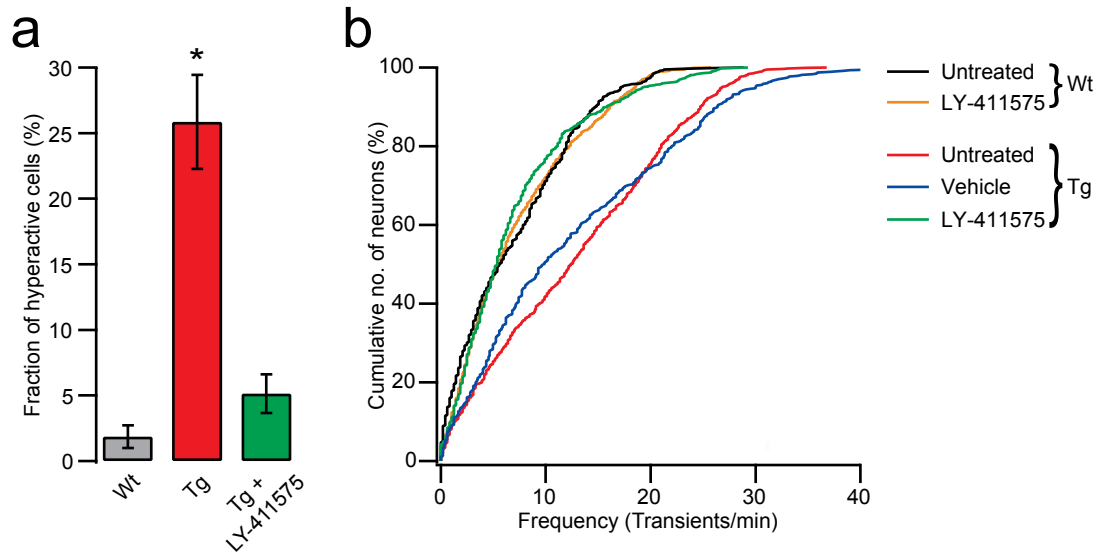 a
Fraction of hyperactive cells (%)
30
25
20
15
10
5
0
*
Wt
Tg
Tg +
LY-411575
b
Cumulative no. of neurons (%)
100
80
60
40
20
0
0 10 20 30 40
Frequency (Transients/min)
Untreated
LY-411575
} Wt
Untreated
Vehicle
LY-411575
} Tg